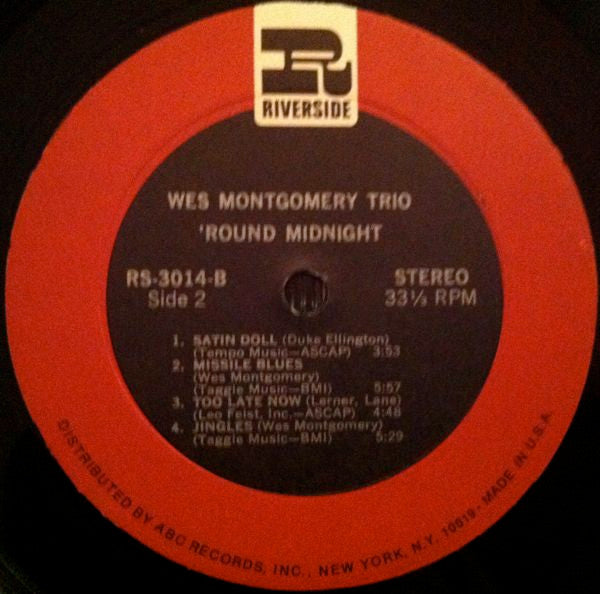 R
RIVERSIDE
WES MONTGOMERY TRIO
'ROUND MIDNIGHT
RS-3014-B
Side 2
STEREO
33⅓ RPM
1. SATIN DOLL (Duke Ellington)
(Tempo Music—ASCAP) 3:53
2. MISSILE BLUES
(Wes Montgomery)
(Taggie Music—BMI) 5:57
3. TOO LATE NOW (Lerner, Lane)
(Leo Feist, Inc.—ASCAP) 4:48
4. JINGLES (Wes Montgomery)
(Taggie Music—BMI) 5:29
DISTRIBUTED BY ABC RECORDS, INC., NEW YORK, N.Y. 10019 - MADE IN U.S.A.